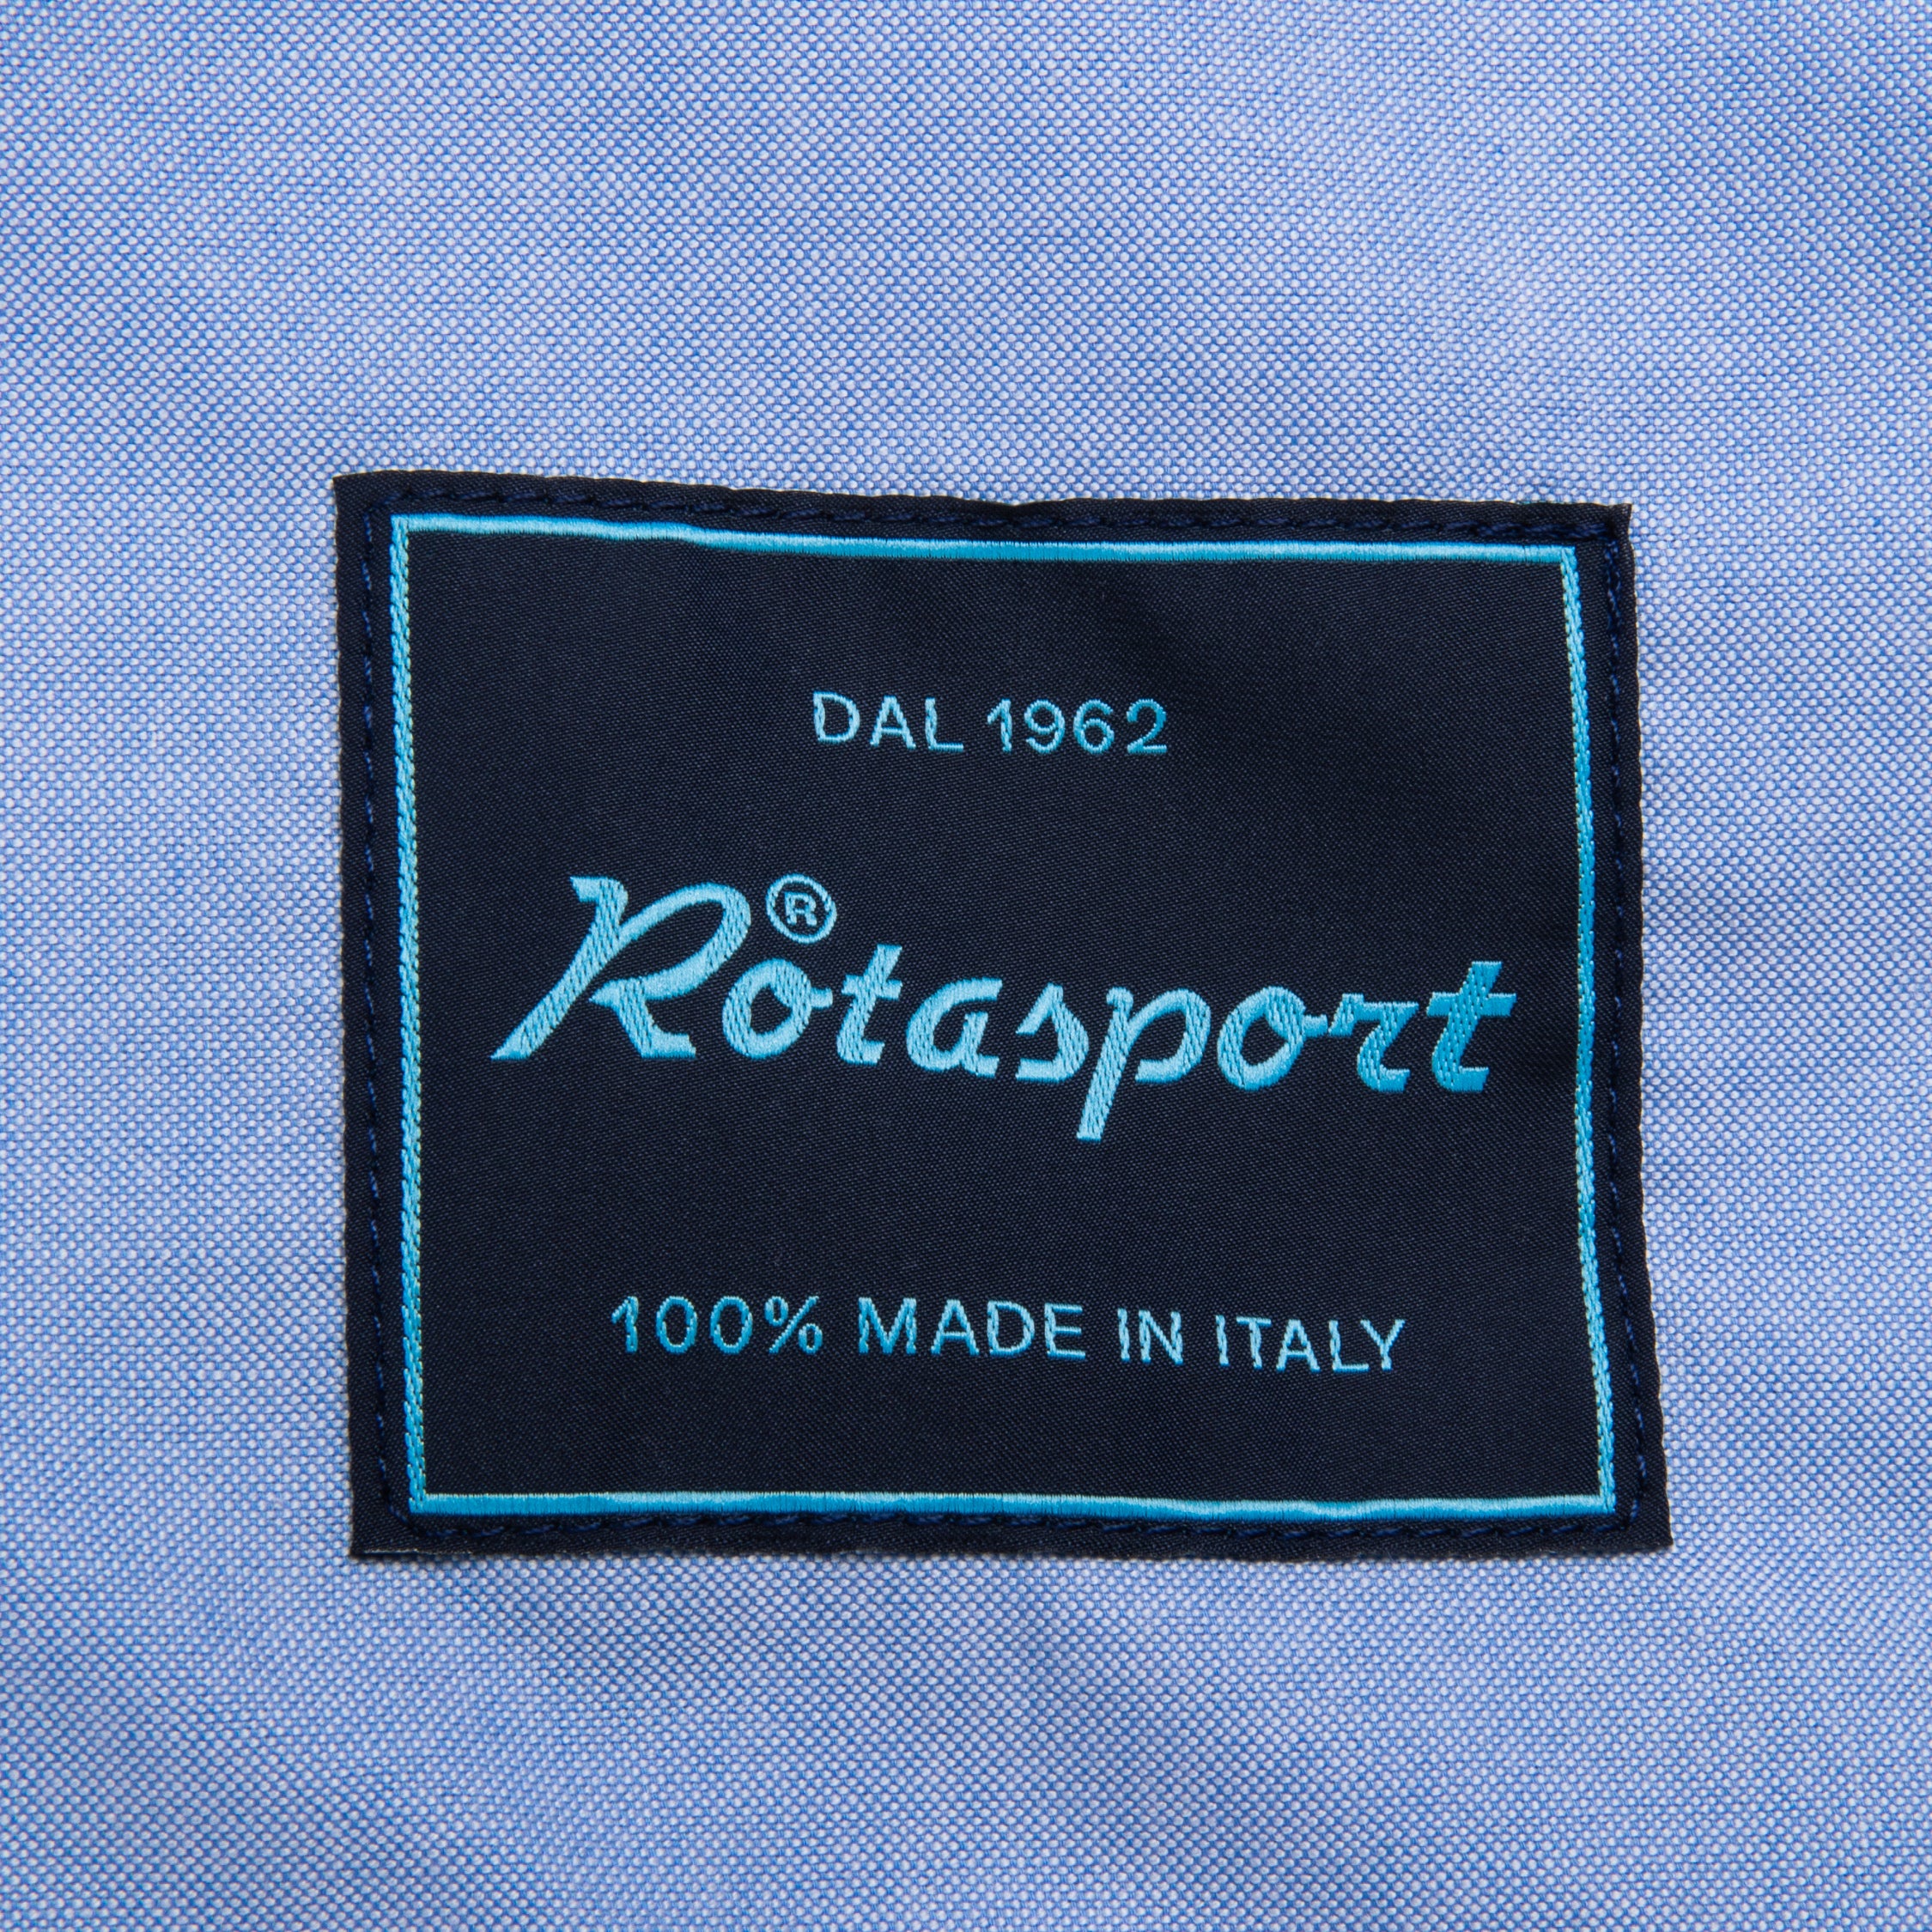 DAL 1962
Rotasport®
100% MADE IN ITALY